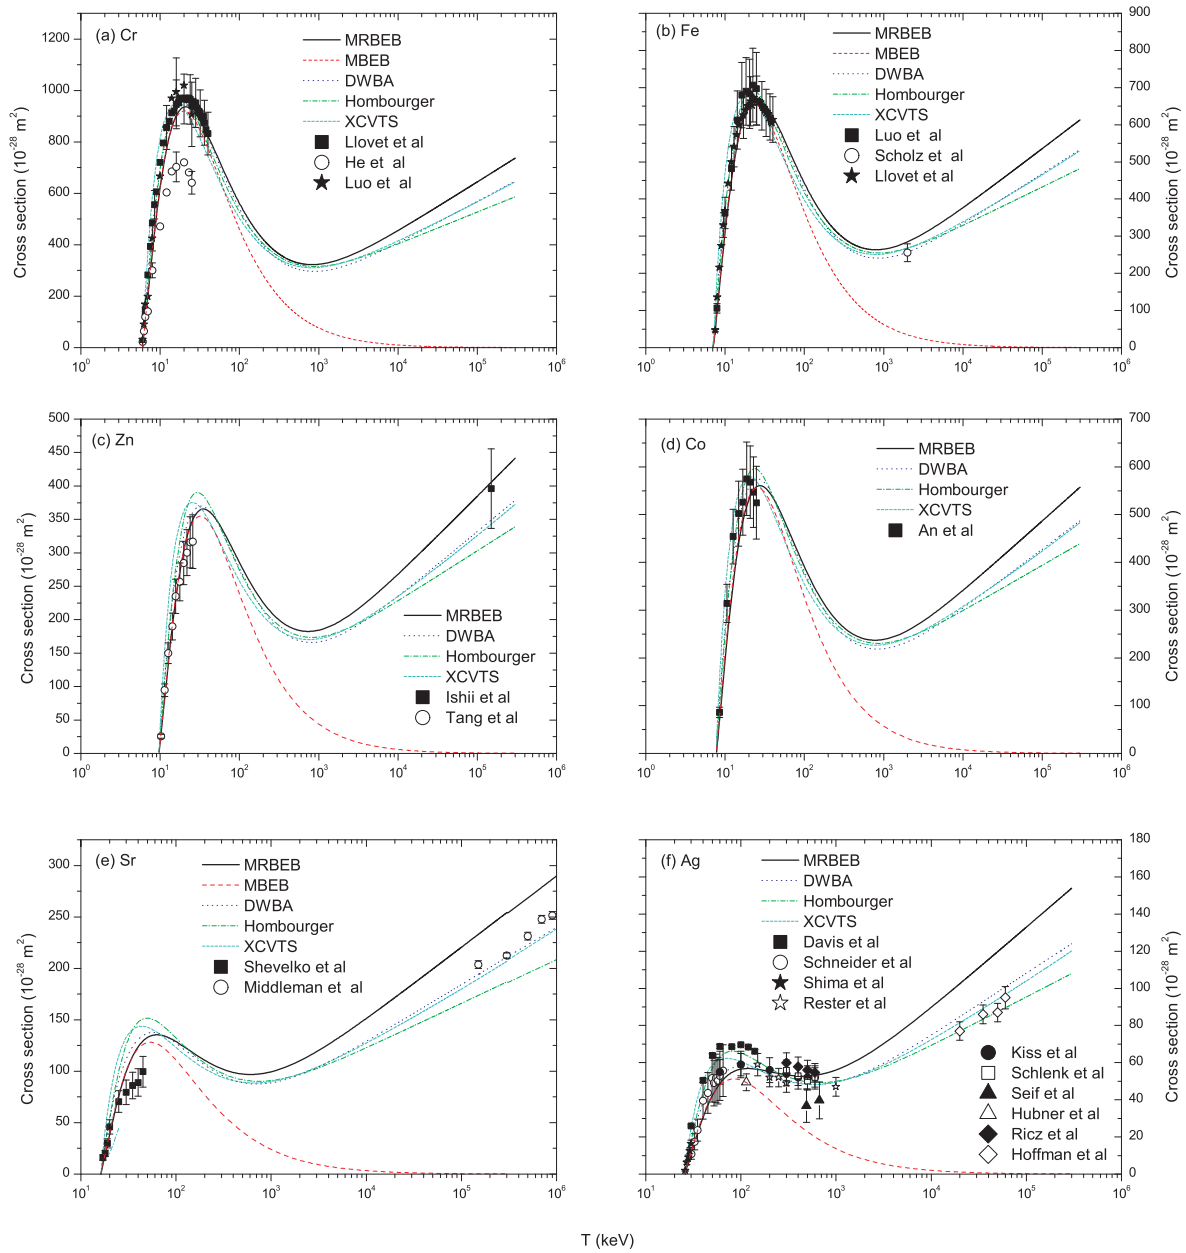 (a) Cr
MRBEB
MBEB
DWBA
Hombourger
XCVTS
Llovet et al
He et al
Luo et al
1200
1000
800
600
400
200
0
10^0 10^1 10^2 10^3 10^4 10^5 10^6
Cross section (10^-28 m^2)
(b) Fe
MRBEB
MBEB
DWBA
Hombourger
XCVTS
Luo et al
Scholz et al
Llovet et al
900
800
700
600
500
400
300
200
100
0
10^0 10^1 10^2 10^3 10^4 10^5 10^6
Cross section (10^-28 m^2)
(c) Zn
MRBEB
DWBA
Hombourger
XCVTS
Ishii et al
Tang et al
500
450
400
350
300
250
200
150
100
50
0
10^0 10^1 10^2 10^3 10^4 10^5 10^6
Cross section (10^-28 m^2)
(d) Co
MRBEB
DWBA
Hombourger
XCVTS
An et al
700
600
500
400
300
200
100
0
10^0 10^1 10^2 10^3 10^4 10^5 10^6
Cross section (10^-28 m^2)
(e) Sr
MRBEB
MBEB
DWBA
Hombourger
XCVTS
Shevelko et al
Middleman et al
300
250
200
150
100
50
0
10^1 10^2 10^3 10^4 10^5 10^6
Cross section (10^-28 m^2)
(f) Ag
MRBEB
DWBA
Hombourger
XCVTS
Davis et al
Schneider et al
Shima et al
Rester et al
Kiss et al
Schlenk et al
Seif et al
Hubner et al
Ricz et al
Hoffman et al
180
160
140
120
100
80
60
40
20
0
10^1 10^2 10^3 10^4 10^5 10^6
Cross section (10^-28 m^2)
T (keV)